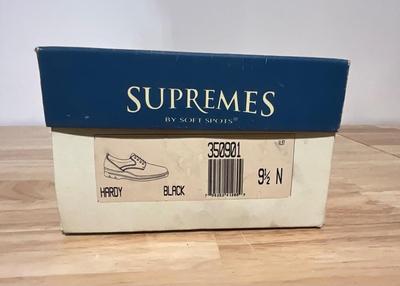 SUPREMES
BY SOFT SPOTS®
350901
HARDY BLACK 9½ N